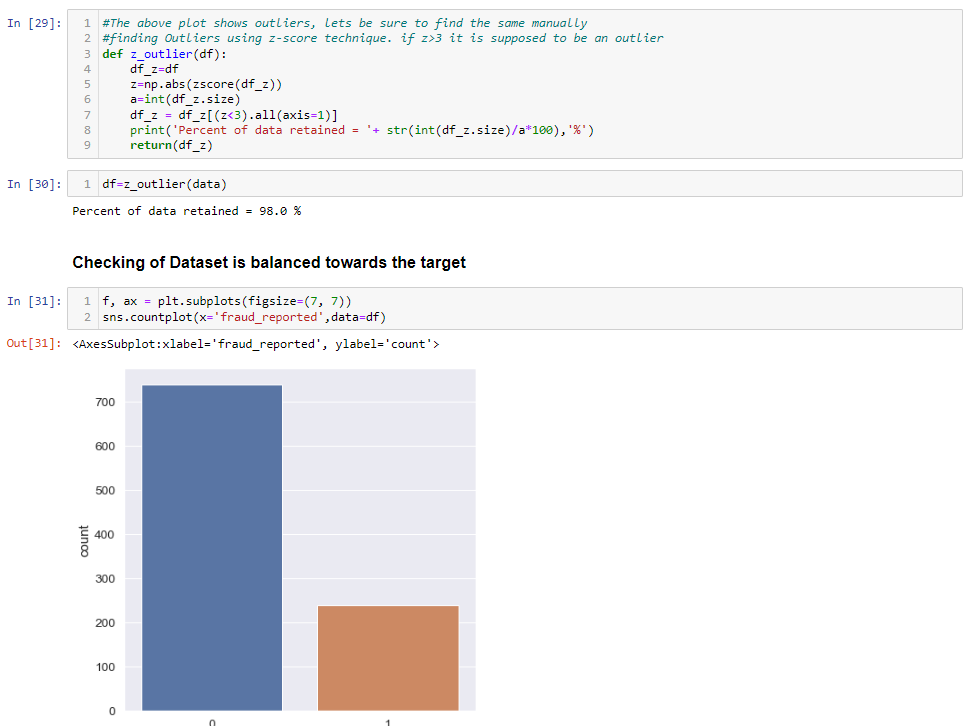 In [29]:
1 #The above plot shows outliers, lets be sure to find the same manually
2 #finding Outliers using z-score technique. if z>3 it is supposed to be an outlier
3 def z_outlier(df):
4     df_z=df
5     z=np.abs(zscore(df_z))
6     a=int(df_z.size)
7     df_z = df_z[(z<3).all(axis=1)]
8     print('Percent of data retained = '+ str(int(df_z.size)/a*100),'%')
9     return(df_z)
In [30]:
1 df=z_outlier(data)
Percent of data retained = 98.0 %
Checking of Dataset is balanced towards the target
In [31]:
1 f, ax = plt.subplots(figsize=(7, 7))
2 sns.countplot(x='fraud_reported',data=df)
Out[31]: <AxesSubplot:xlabel='fraud_reported', ylabel='count'>
700
600
500
400
300
200
100
0
count
0 1